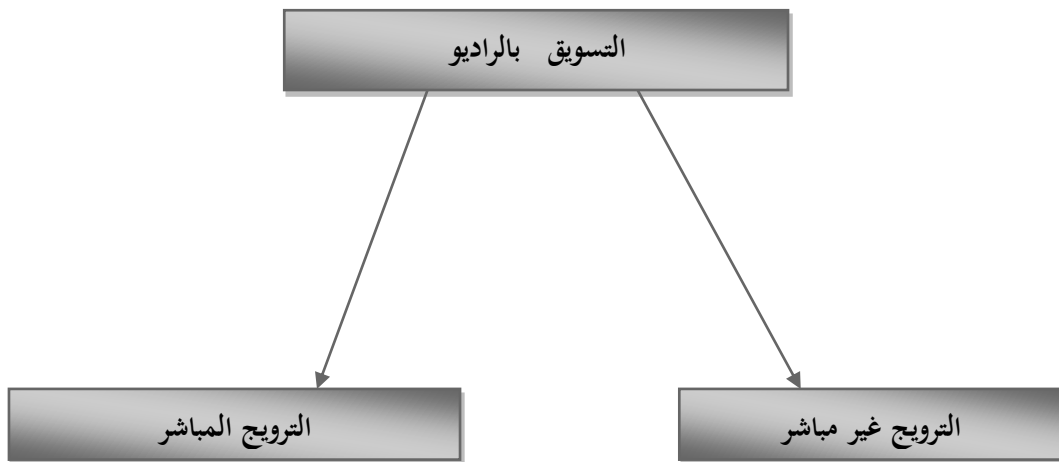 التسويق بالراديو
الترويج غير مباشر
الترويج المباشر